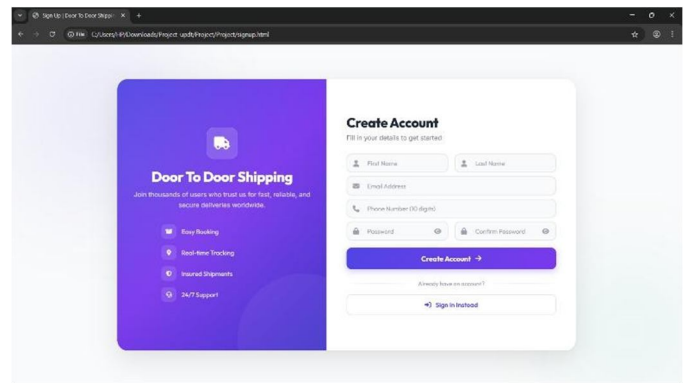 Sign Up | Door To Door Shippi
File C:/Users/HP/Downloads/Project-updt/Project/Project/signup.html
Door To Door Shipping
Join thousands of users who trust us for fast, reliable, and
secure deliveries worldwide.
Easy Booking
Real-time Tracking
Insured Shipments
24/7 Support
Create Account
Fill in your details to get started
First Name
Last Name
Email Address
Phone Number (10 digits)
Password
Confirm Password
Create Account →
Already have an account?
Sign In Instead